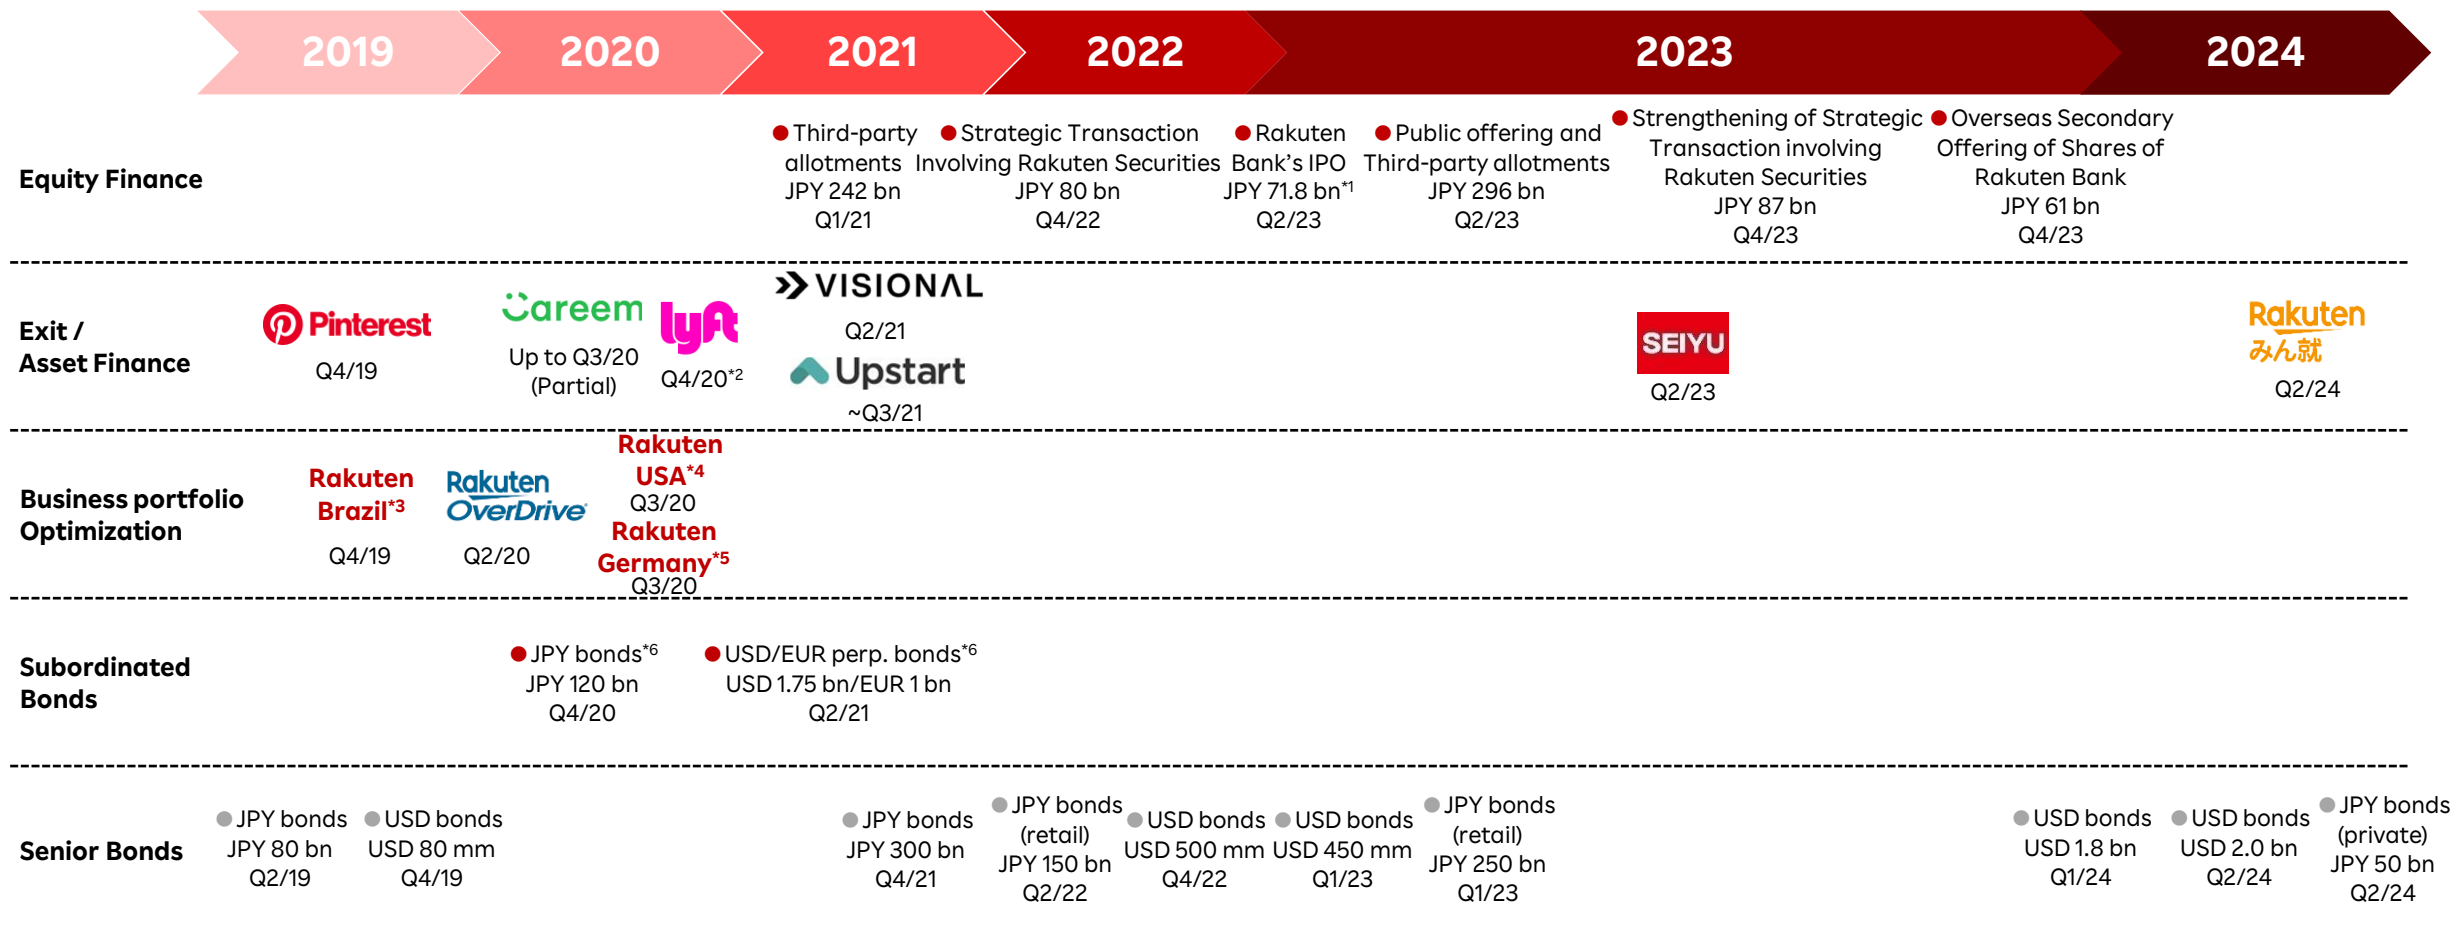 2019 2020 2021 2022 2023 2024
Equity Finance
Third-party
allotments
JPY 242 bn
Q1/21
Strategic Transaction
Involving Rakuten Securities
JPY 80 bn
Q4/22
Rakuten
Bank's IPO
JPY 71.8 bn*1
Q2/23
Public offering and
Third-party allotments
JPY 296 bn
Q2/23
Strengthening of Strategic
Transaction involving
Rakuten Securities
JPY 87 bn
Q4/23
Overseas Secondary
Offering of Shares of
Rakuten Bank
JPY 61 bn
Q4/23
Exit /
Asset Finance
Pinterest
Q4/19
Careem
Up to Q3/20
(Partial)
lyft
Q4/20*2
VISIONAL
Q2/21
Upstart
~Q3/21
SEIYU
Q2/23
Rakuten
みん就
Q2/24
Business portfolio
Optimization
Rakuten
Brazil*3
Q4/19
Rakuten
OverDrive
Q2/20
Rakuten
USA*4
Q3/20
Rakuten
Germany*5
Q3/20
Subordinated
Bonds
JPY bonds*6
JPY 120 bn
Q4/20
USD/EUR perp. bonds*6
USD 1.75 bn/EUR 1 bn
Q2/21
Senior Bonds
JPY bonds
JPY 80 bn
Q2/19
USD bonds
USD 80 mm
Q4/19
JPY bonds
JPY 300 bn
Q4/21
JPY bonds
(retail)
JPY 150 bn
Q2/22
USD bonds
USD 500 mm
Q4/22
USD bonds
USD 450 mm
Q1/23
JPY bonds
(retail)
JPY 250 bn
Q1/23
USD bonds
USD 1.8 bn
Q1/24
USD bonds
USD 2.0 bn
Q2/24
JPY bonds
(private)
JPY 50 bn
Q2/24